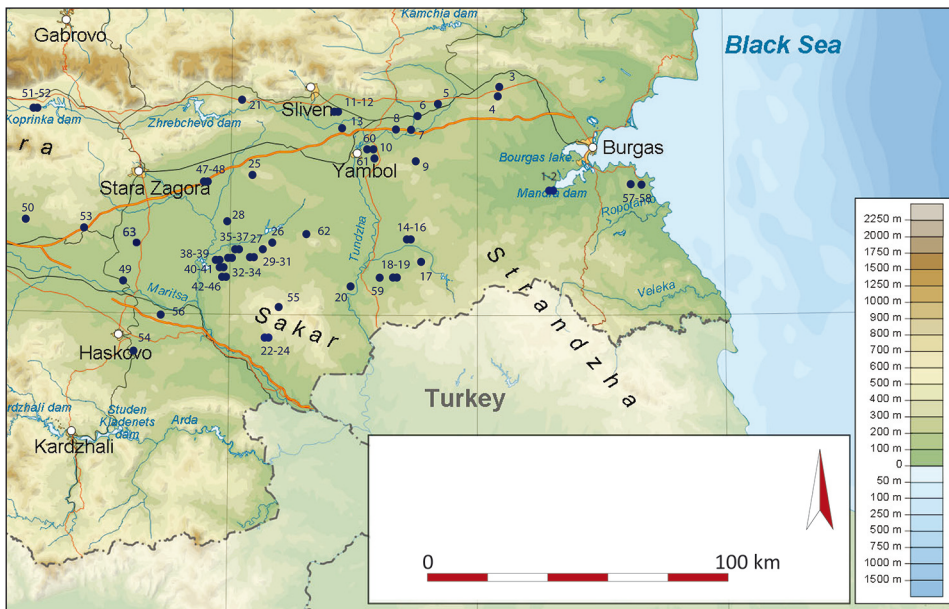 Gabrovo
Kamchia dam
Black Sea
51-52
Koprinka dam
21
Zhrebchevo dam
Sliven
11-12
13
3
4
5
6
7
8
9
10
60
61
Yambol
Bourgas lake
Burgas
1-2
Mandra dam
57-58
Ropotamo
r a
Stara Zagora
47-48
25
50
53
63
28
35-37
27
26
62
38-39
29-31
40-41
32-34
42-46
14-16
17
18-19
59
20
Tundzha
49
Maritsa
56
55
Sakar
22-24
Haskovo
54
Strandzha
Veleka
Turkey
rdzhali dam
Studen
Kladenets
dam
Arda
Kardzhali
0
100 km
2250 m
2000 m
1750 m
1500 m
1250 m
1000 m
900 m
800 m
700 m
600 m
500 m
400 m
300 m
200 m
100 m
0
50 m
100 m
200 m
500 m
750 m
1000 m
1500 m